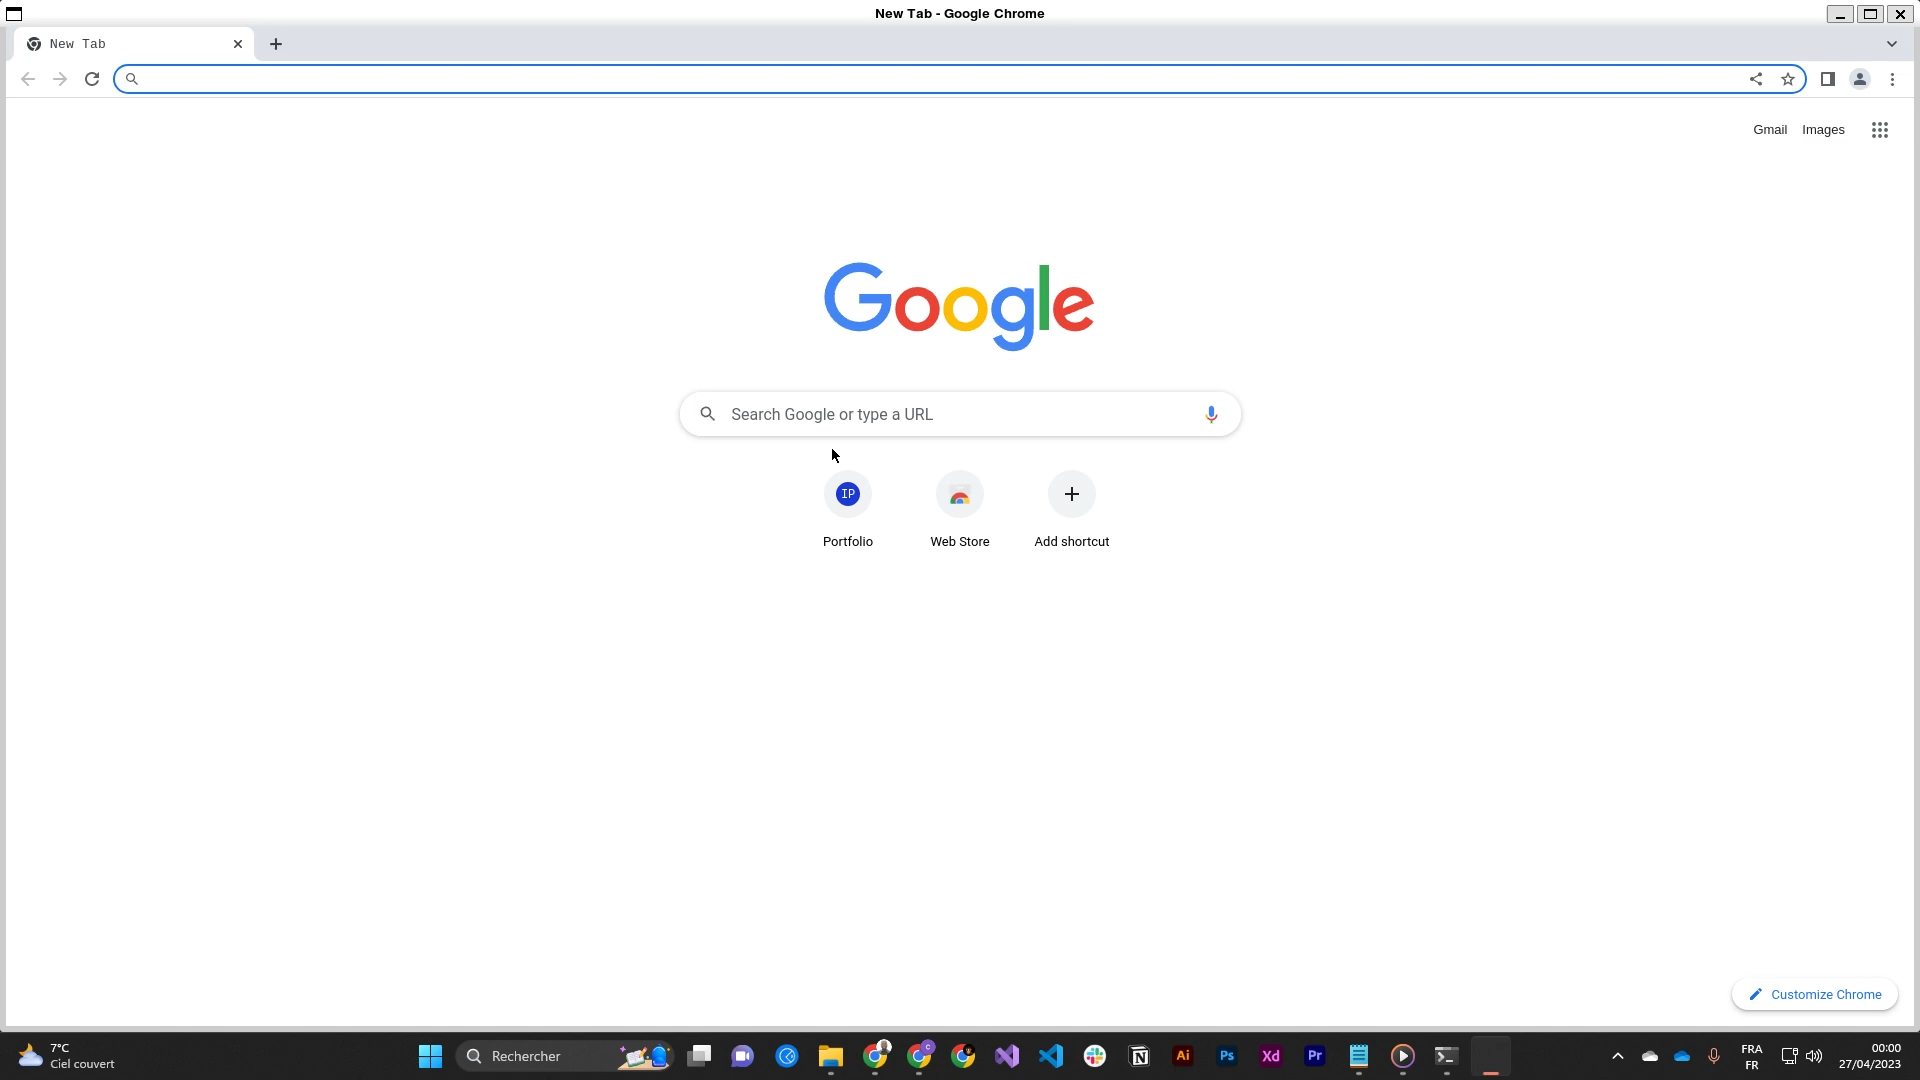 New Tab - Google Chrome
New Tab
Gmail Images
Google
Search Google or type a URL
IP
Portfolio Web Store Add shortcut
Customize Chrome
7°C
Ciel couvert
Rechercher
C
N
Ai
Ps
Xd
Pr
FRA
FR
00:00
27/04/2023